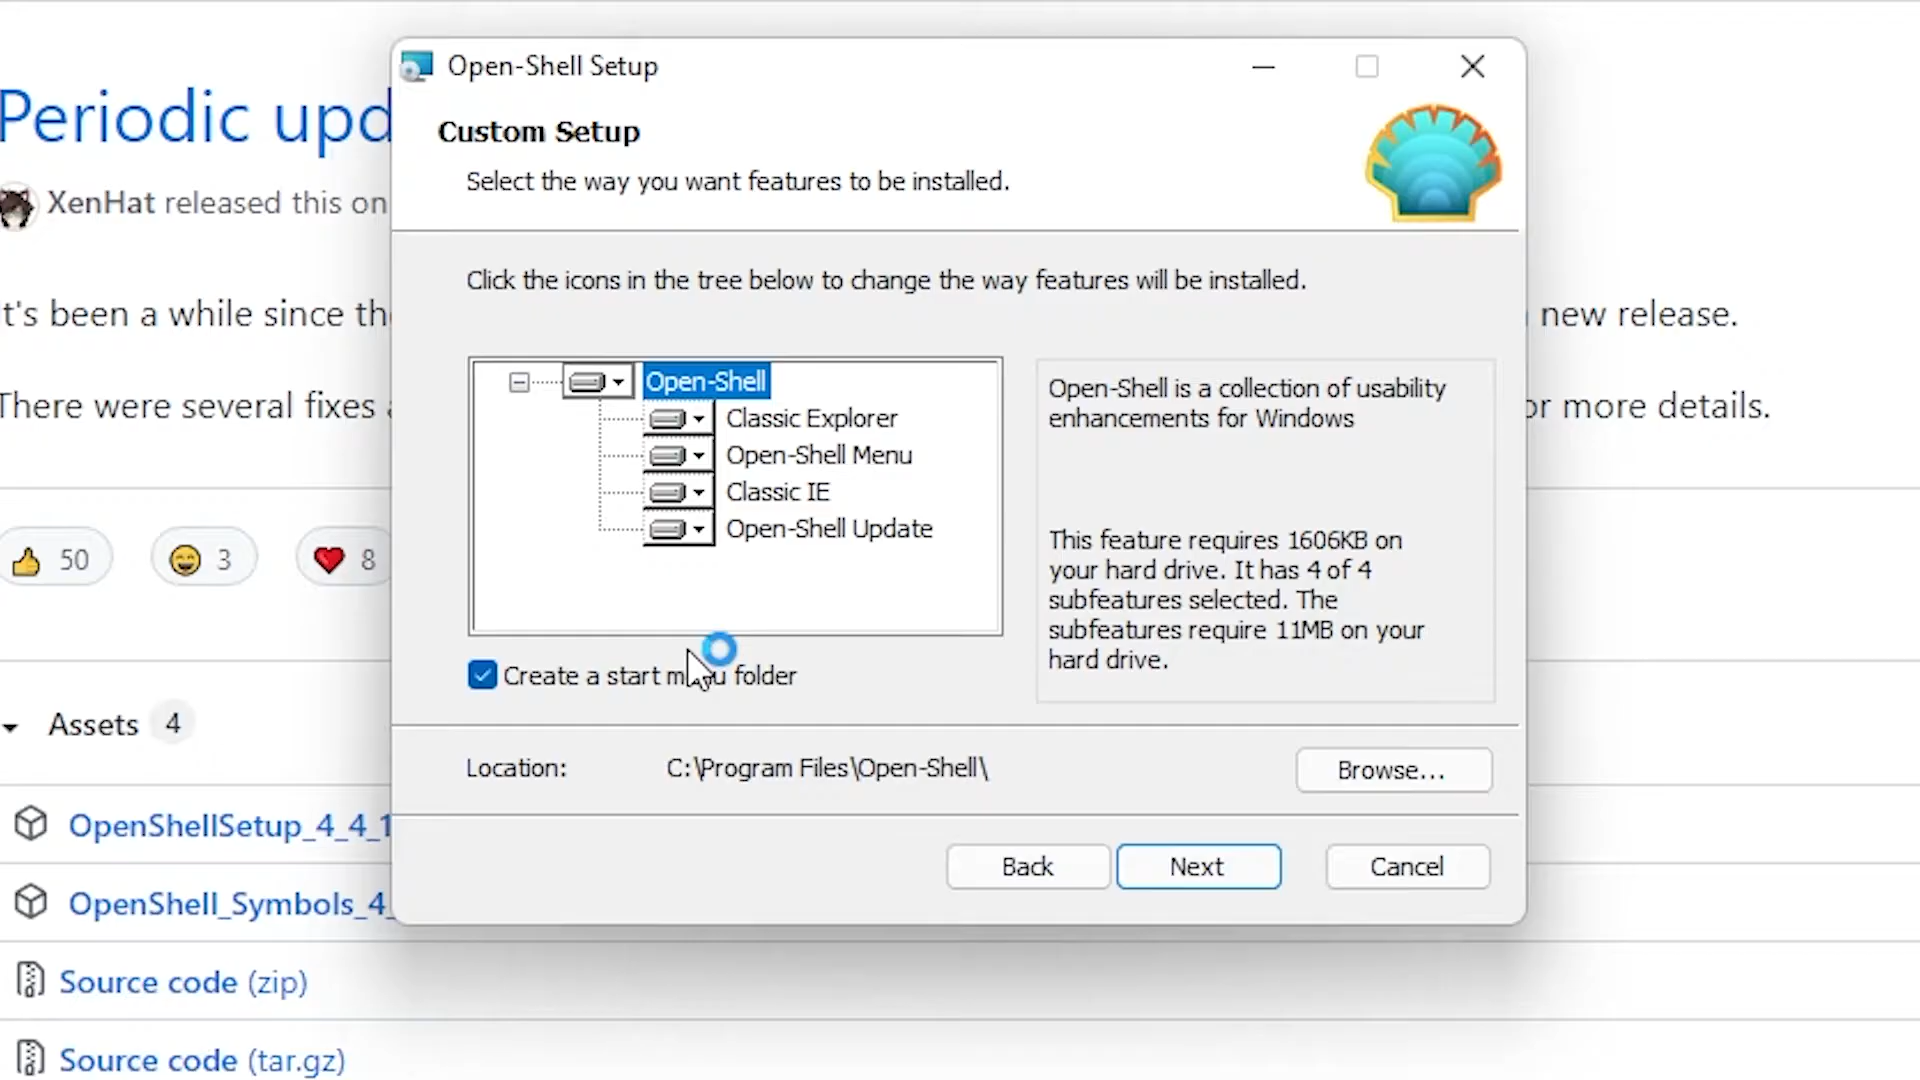 Open-Shell Setup
Custom Setup
Select the way you want features to be installed.
Periodic upd
XenHat released this on
Click the icons in the tree below to change the way features will be installed.
t's been a while since th
new release.
There were several fixes
or more details.
Open-Shell
Classic Explorer
Open-Shell Menu
Classic IE
Open-Shell Update
Open-Shell is a collection of usability
enhancements for Windows
This feature requires 1606KB on
your hard drive. It has 4 of 4
subfeatures selected. The
subfeatures require 11MB on your
hard drive.
50
3
8
Create a start menu folder
Assets 4
Location: C:\Program Files\Open-Shell\
Browse...
OpenShellSetup_4_4_1
Back
Next
Cancel
OpenShell_Symbols_4_
Source code (zip)
Source code (tar.gz)